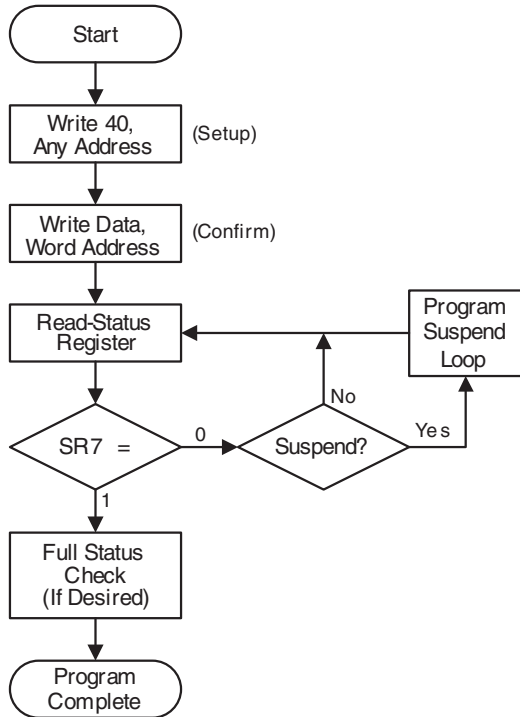 Start
Write 40,
Any Address
(Setup)
Write Data,
Word Address
(Confirm)
Read-Status
Register
Program
Suspend
Loop
No
SR7 =
0
Suspend?
Yes
1
Full Status
Check
(If Desired)
Program
Complete